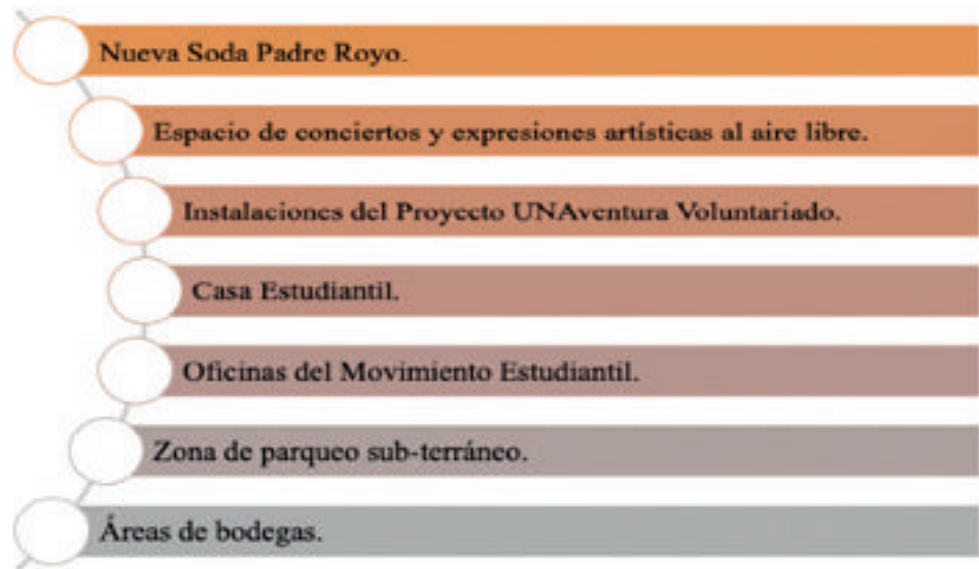 Nueva Soda Padre Royo.
Espacio de conciertos y expresiones artísticas al aire libre.
Instalaciones del Proyecto UNAventura Voluntariado.
Casa Estudiantil.
Oficinas del Movimiento Estudiantil.
Zona de parqueo sub-terráneo.
Áreas de bodegas.